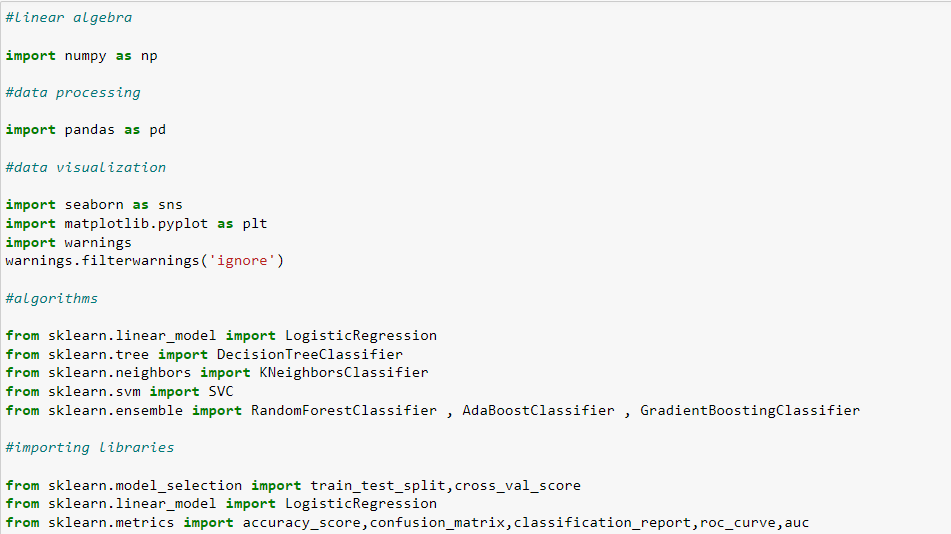 #linear algebra
import numpy as np
#data processing
import pandas as pd
#data visualization
import seaborn as sns
import matplotlib.pyplot as plt
import warnings
warnings.filterwarnings('ignore')
#algorithms
from sklearn.linear_model import LogisticRegression
from sklearn.tree import DecisionTreeClassifier
from sklearn.neighbors import KNeighborsClassifier
from sklearn.svm import SVC
from sklearn.ensemble import RandomForestClassifier , AdaBoostClassifier , GradientBoostingClassifier
#importing libraries
from sklearn.model_selection import train_test_split,cross_val_score
from sklearn.linear_model import LogisticRegression
from sklearn.metrics import accuracy_score,confusion_matrix,classification_report,roc_curve,auc